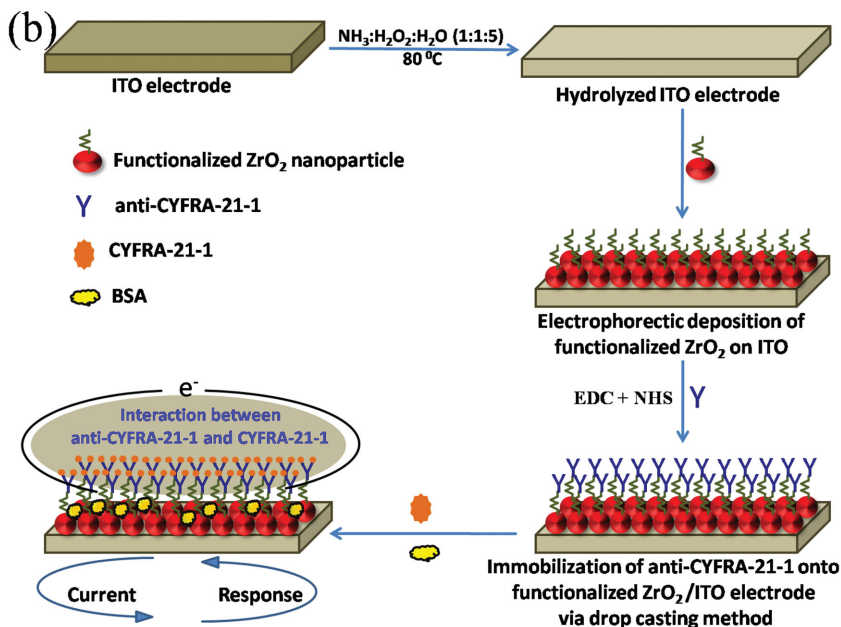 (b)
NH₃:H₂O₂:H₂O (1:1:5)
80 ⁰C
ITO electrode
Hydrolyzed ITO electrode
Functionalized ZrO₂ nanoparticle
anti-CYFRA-21-1
CYFRA-21-1
BSA
Electrophorectic deposition of
functionalized ZrO₂ on ITO
EDC + NHS
e⁻
Interaction between
anti-CYFRA-21-1 and CYFRA-21-1
Immobilization of anti-CYFRA-21-1 onto
functionalized ZrO₂/ITO electrode
via drop casting method
Current
Response